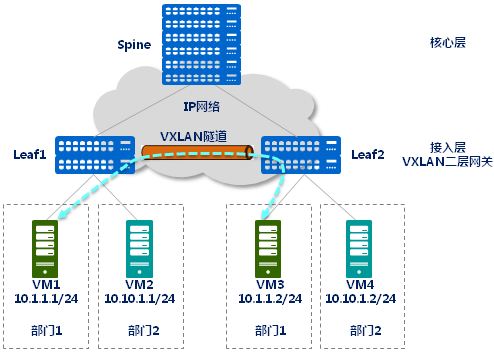 Spine
核心层
IP网络
VXLAN隧道
Leaf1
Leaf2
接入层
VXLAN二层网关
VM1
10.1.1.1/24
部门1
VM2
10.10.1.1/24
部门2
VM3
10.1.1.2/24
部门1
VM4
10.10.1.2/24
部门2